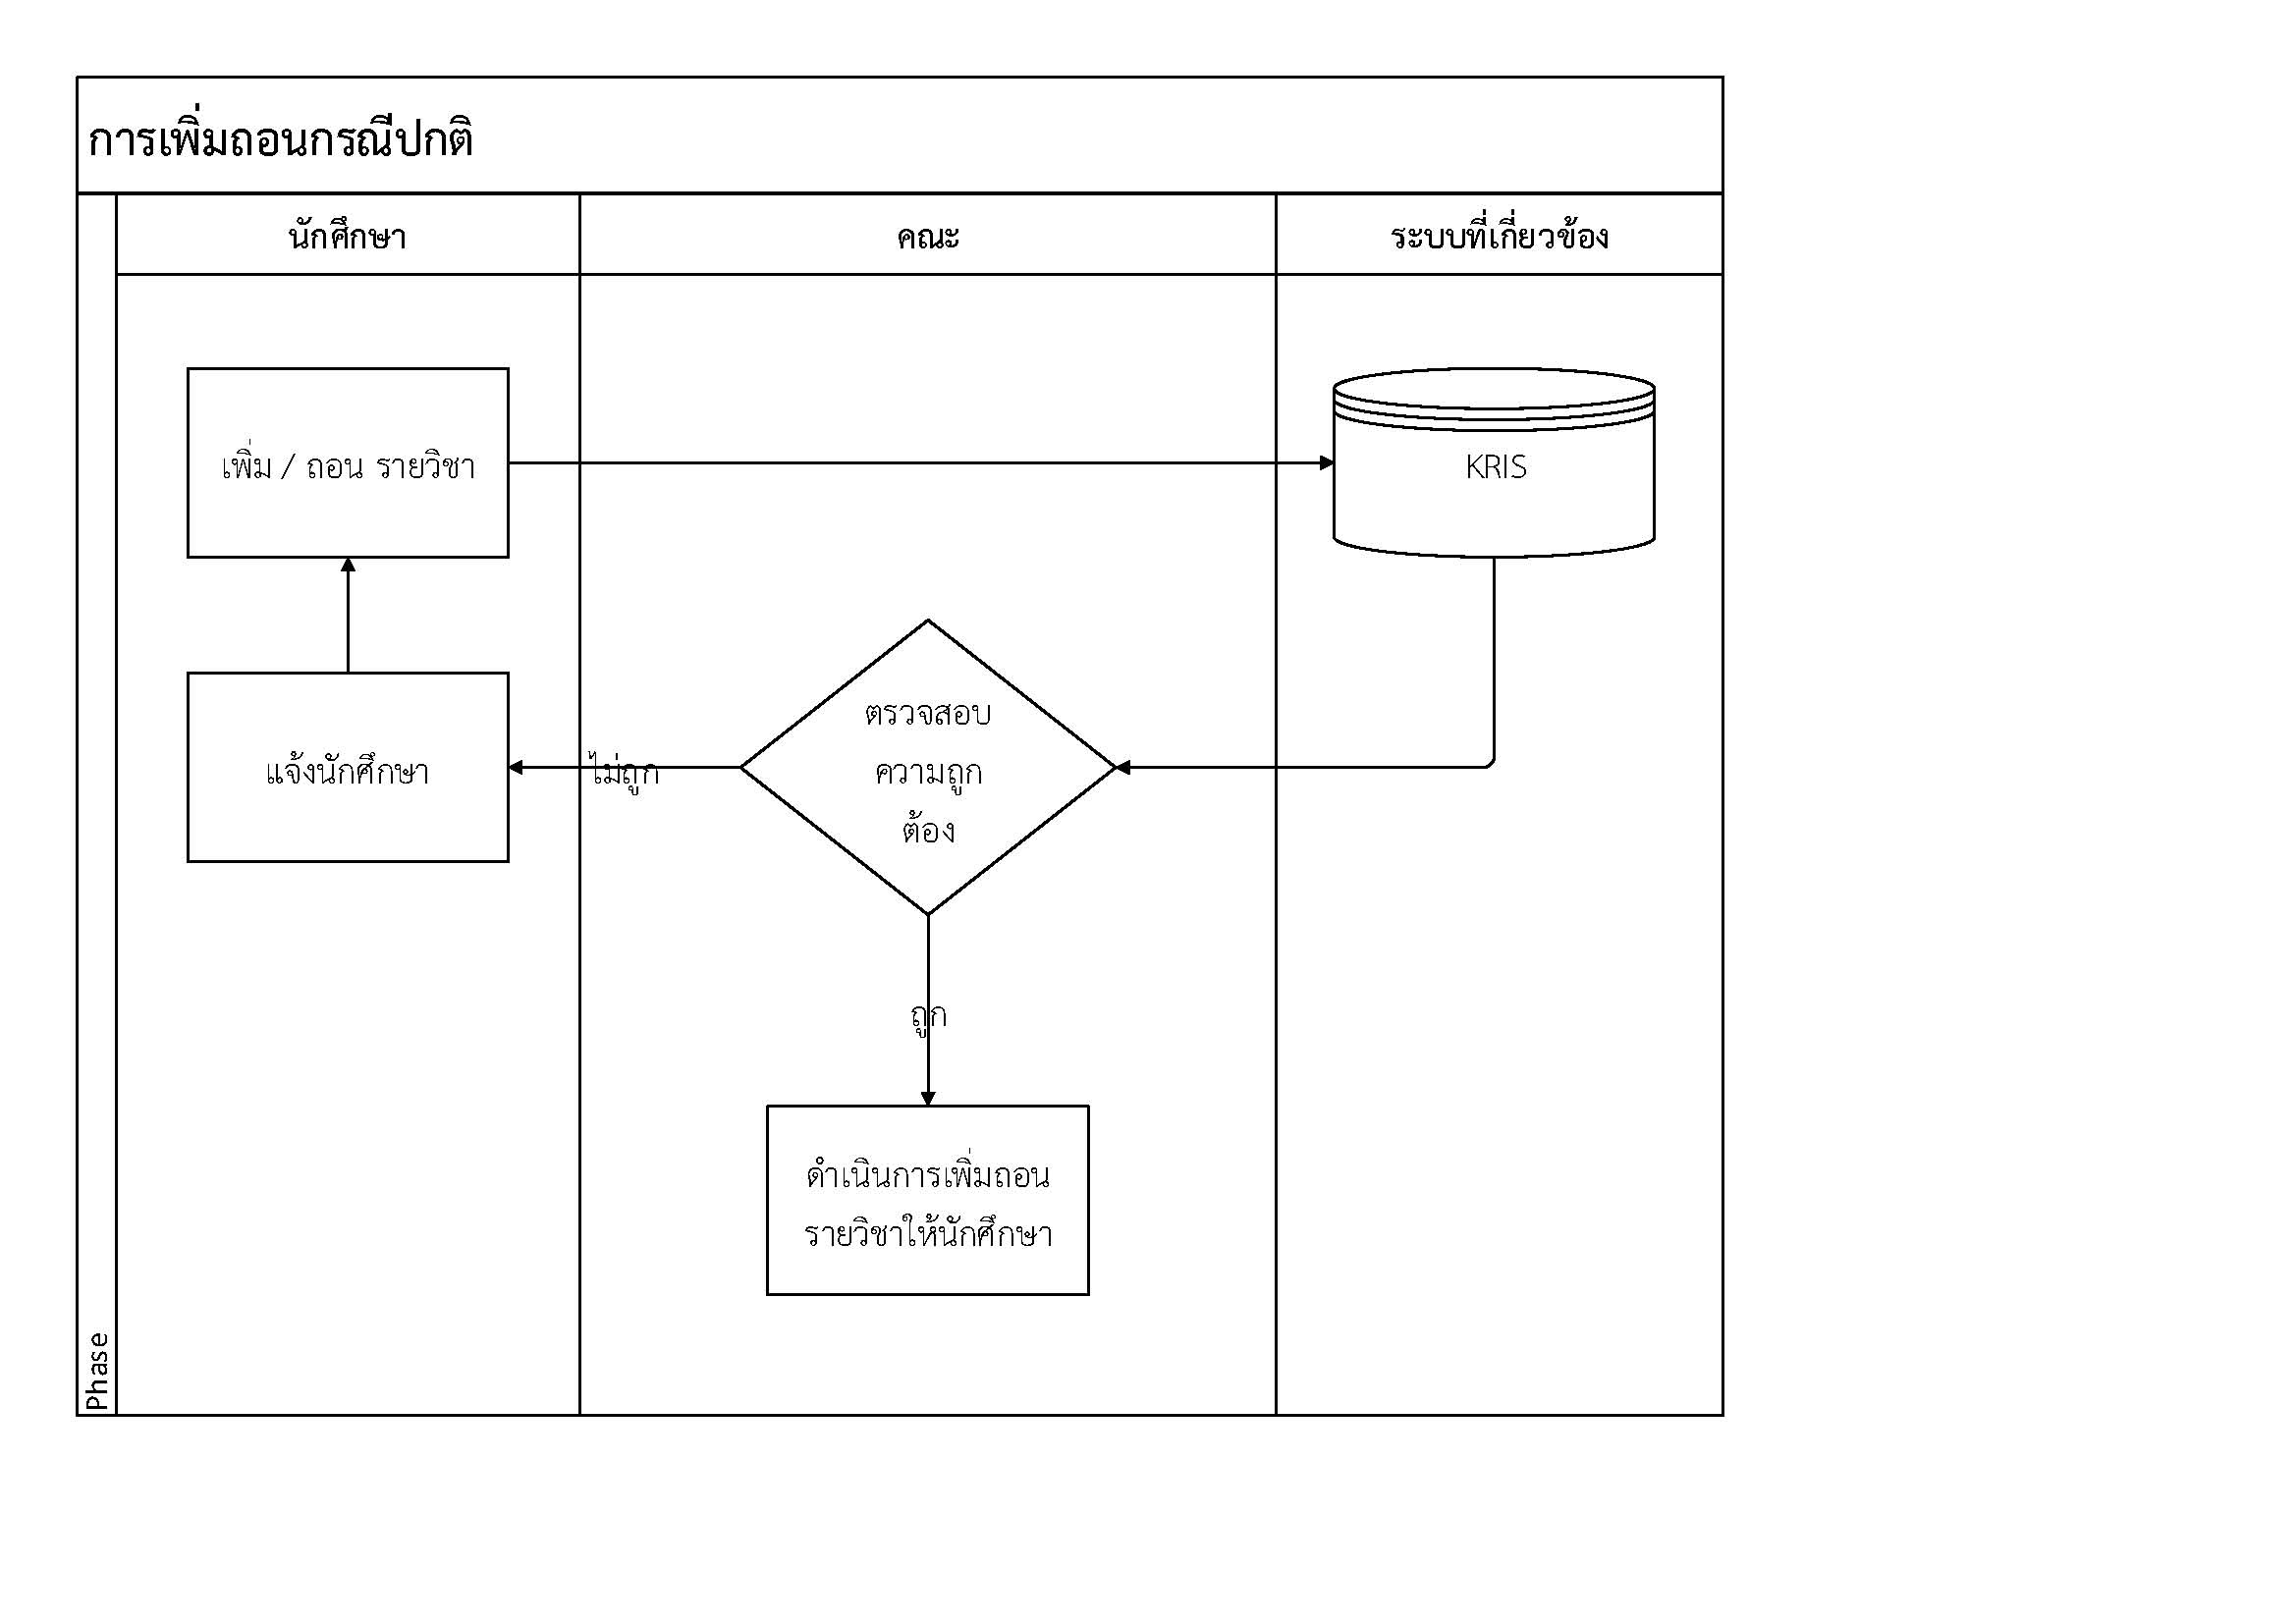 การเพิ่มถอนกรณีปกติ
นักศึกษา
คณะ
ระบบที่เกี่ยวข้อง
เพิ่ม / ถอน รายวิชา
KRIS
ตรวจสอบ
ความถูก
ต้อง
ไม่ถูก
แจ้งนักศึกษา
ถูก
ดำเนินการเพิ่มถอน
รายวิชาให้นักศึกษา
Phase